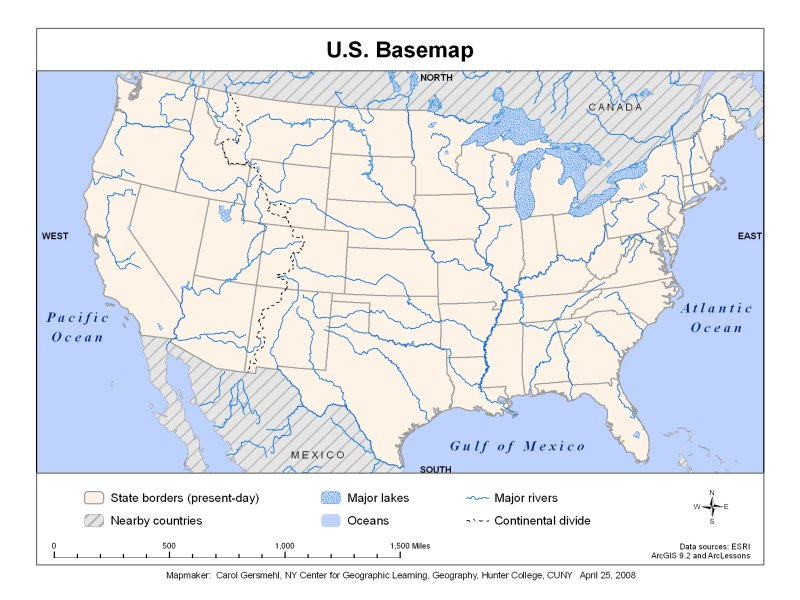 U.S. Basemap
NORTH
CANADA
WEST
EAST
Pacific
Ocean
Atlantic
Ocean
Gulf of Mexico
MEXICO
SOUTH
State borders (present-day)
Major lakes
Major rivers
Nearby countries
Oceans
Continental divide
N
W E
S
0 500 1,000 1,500 Miles
Data sources: ESRI
ArcGIS 9.2 and ArcLessons
Mapmaker: Carol Gersmehl, NY Center for Geographic Learning, Geography, Hunter College, CUNY April 25, 2008